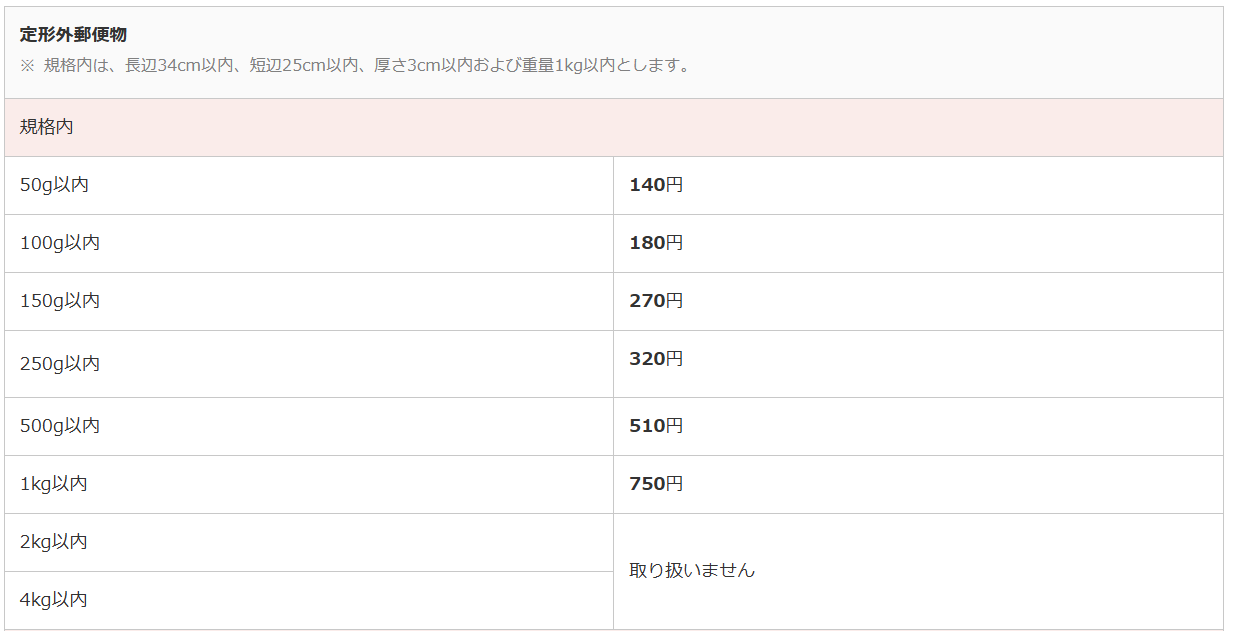 定形外郵便物
※ 規格内は、長辺34cm以内、短辺25cm以内、厚さ3cm以内および重量1kg以内とします。
規格内
50g以内 140円
100g以内 180円
150g以内 270円
250g以内 320円
500g以内 510円
1kg以内 750円
2kg以内
取り扱いません
4kg以内